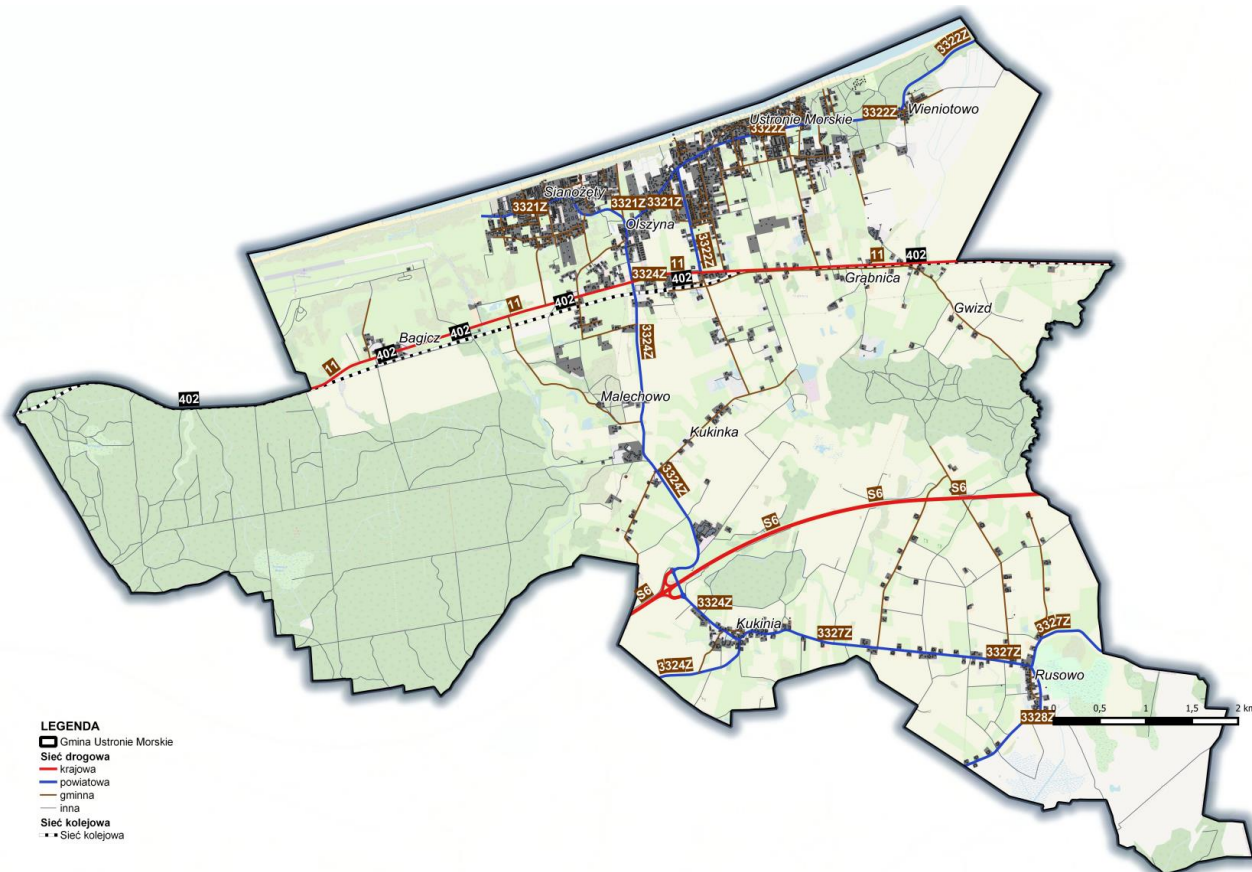 3322Z
Wieniotowo
3322Z
Ustronie Morskie
3322Z
Sianożęty
3321Z
3321Z
3321Z
Olszyna
3322Z
11
402
11
3324Z
402
Grąbnica
11
402
Gwizd
3324Z
Bagicz
402
402
11
402
Malechowo
Kukinka
3324Z
S6
S6
S6
S6
3324Z
Kukinia
3327Z
3327Z
3327Z
3324Z
Rusowo
3328Z
0 0,5 1 1,5 2 km
LEGENDA
Gmina Ustronie Morskie
Sieć drogowa
krajowa
powiatowa
gminna
inna
Sieć kolejowa
Sieć kolejowa